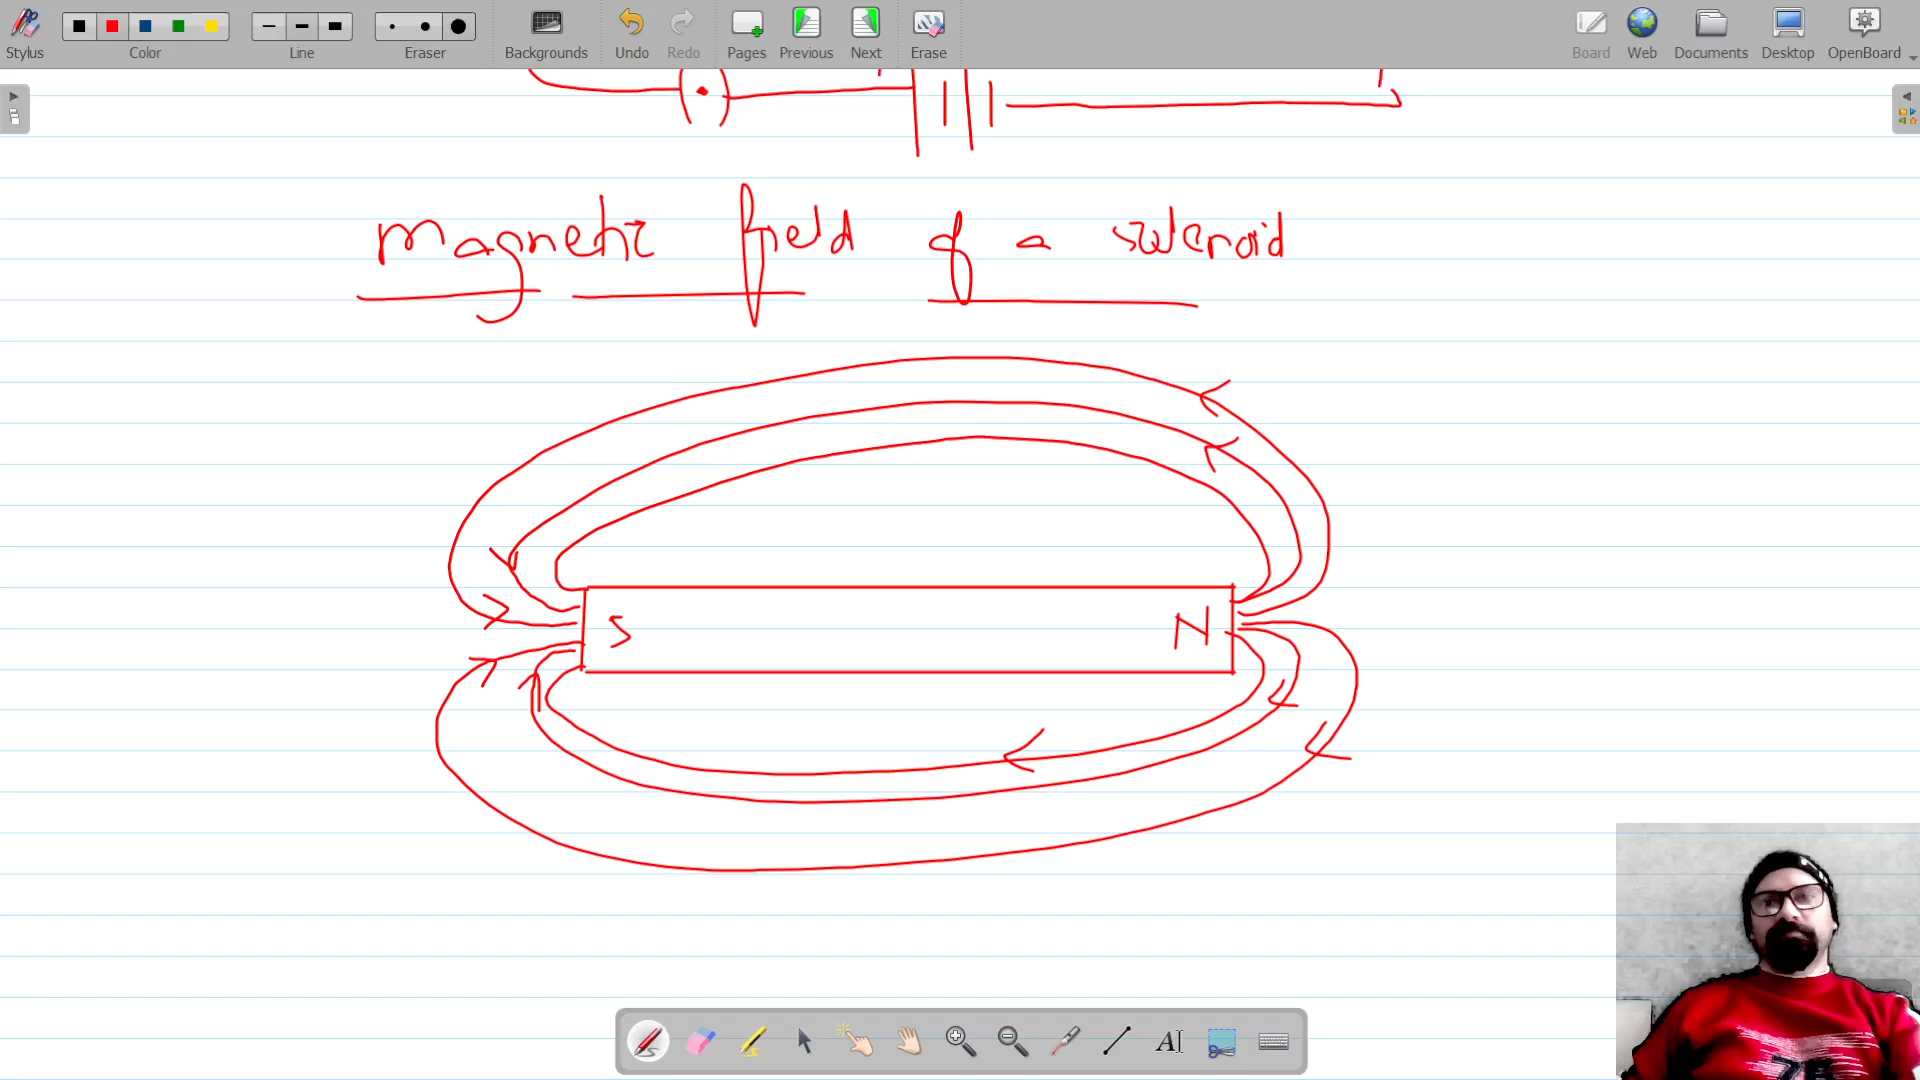 Stylus Color Line Eraser Backgrounds Undo Redo Pages Previous Next Erase Board Web Documents Desktop OpenBoard
magnetic field of a solenoid
S N